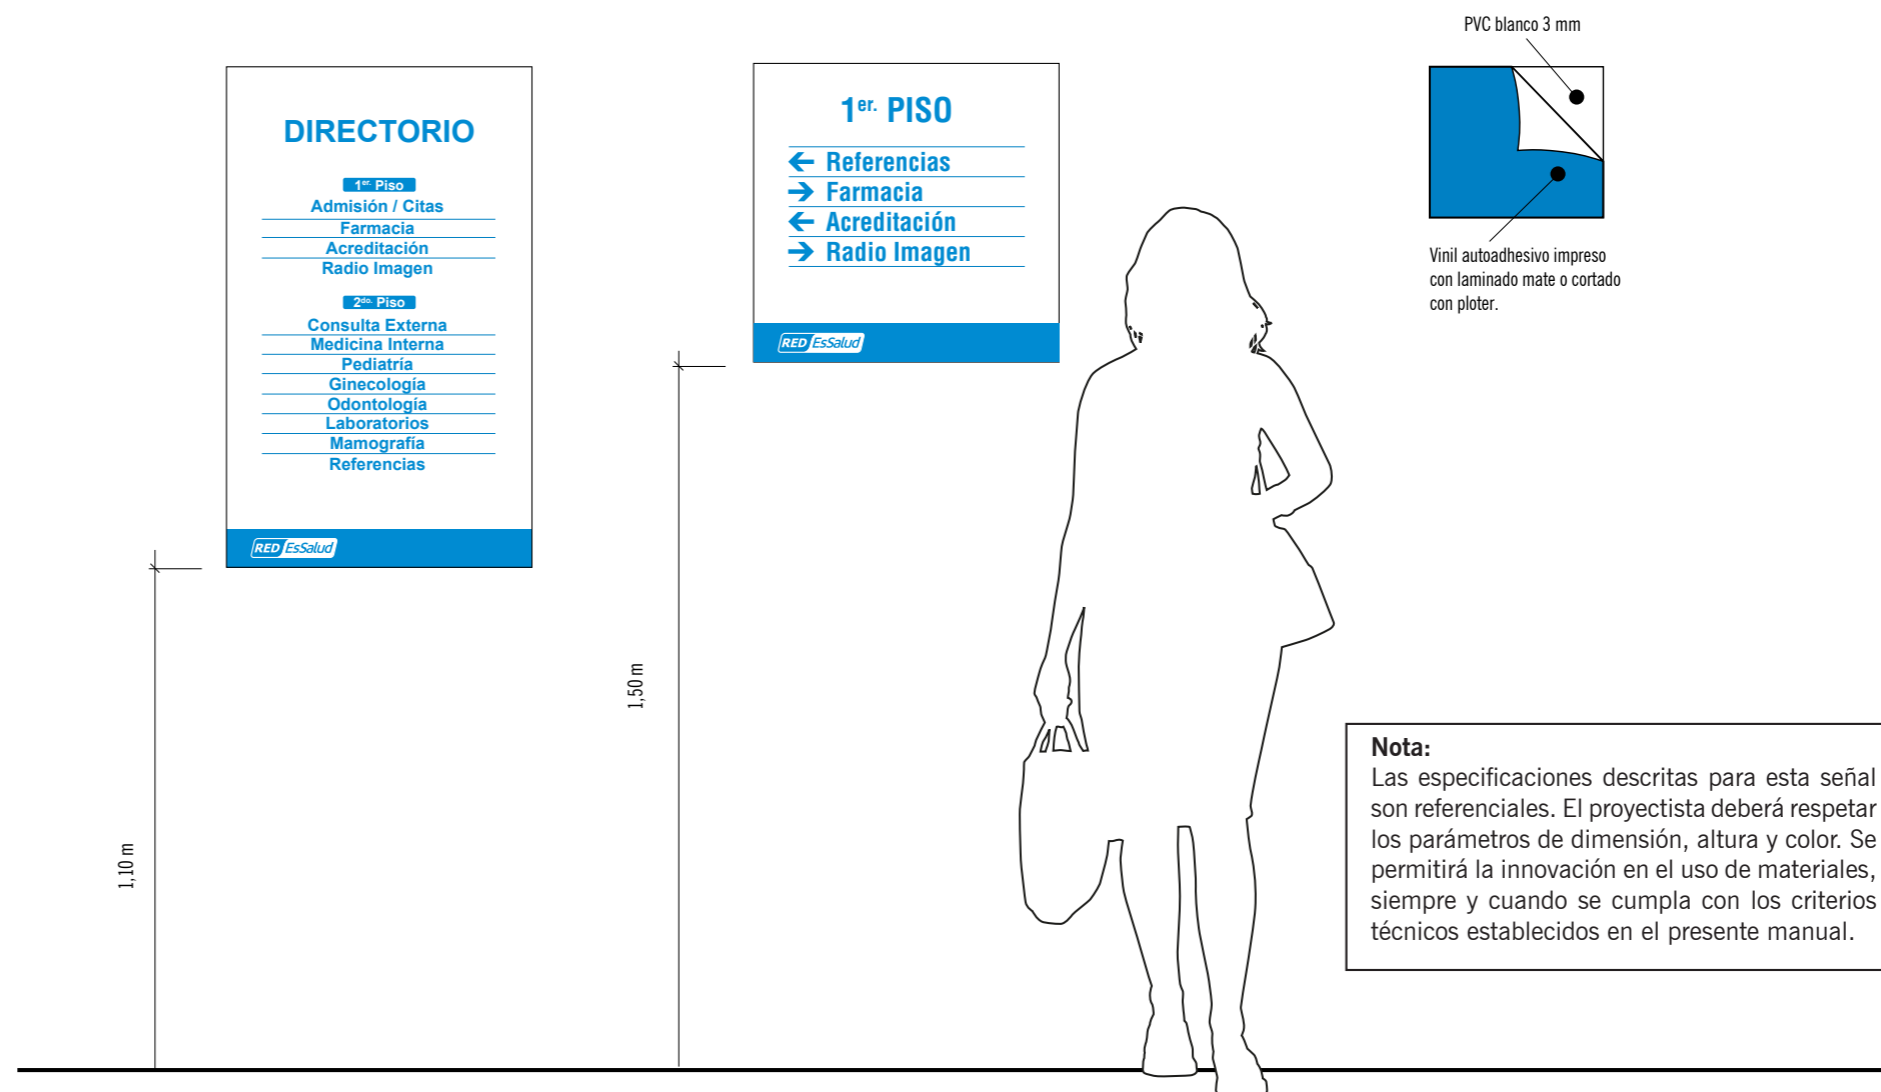 DIRECTORIO
1er. Piso
Admisión / Citas
Farmacia
Acreditación
Radio Imagen
2do. Piso
Consulta Externa
Medicina Interna
Pediatría
Ginecología
Odontología
Laboratorios
Mamografía
Referencias
RED EsSalud
1,10 m
1er. PISO
← Referencias
→ Farmacia
← Acreditación
→ Radio Imagen
RED EsSalud
1,50 m
PVC blanco 3 mm
Vinil autoadhesivo impreso
con laminado mate o cortado
con ploter.
Nota:
Las especificaciones descritas para esta señal
son referenciales. El proyectista deberá respetar
los parámetros de dimensión, altura y color. Se
permitirá la innovación en el uso de materiales,
siempre y cuando se cumpla con los criterios
técnicos establecidos en el presente manual.